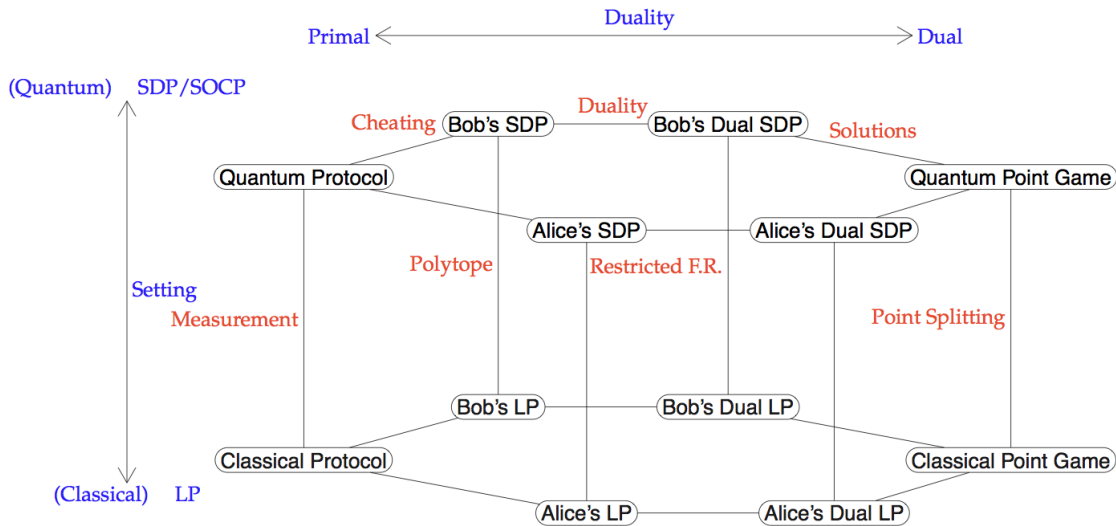 Duality
Primal
Dual
(Quantum) SDP/SOCP
Duality
Cheating
Bob's SDP
Bob's Dual SDP
Solutions
Quantum Protocol
Quantum Point Game
Alice's SDP
Alice's Dual SDP
Polytope
Restricted F.R.
Setting
Measurement
Point Splitting
Bob's LP
Bob's Dual LP
Classical Protocol
Classical Point Game
(Classical) LP
Alice's LP
Alice's Dual LP